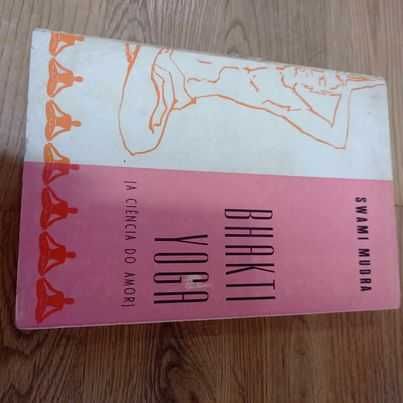 SWAMI MUDRA
BHAKTI
YOGA
(A CIÊNCIA DO AMOR)